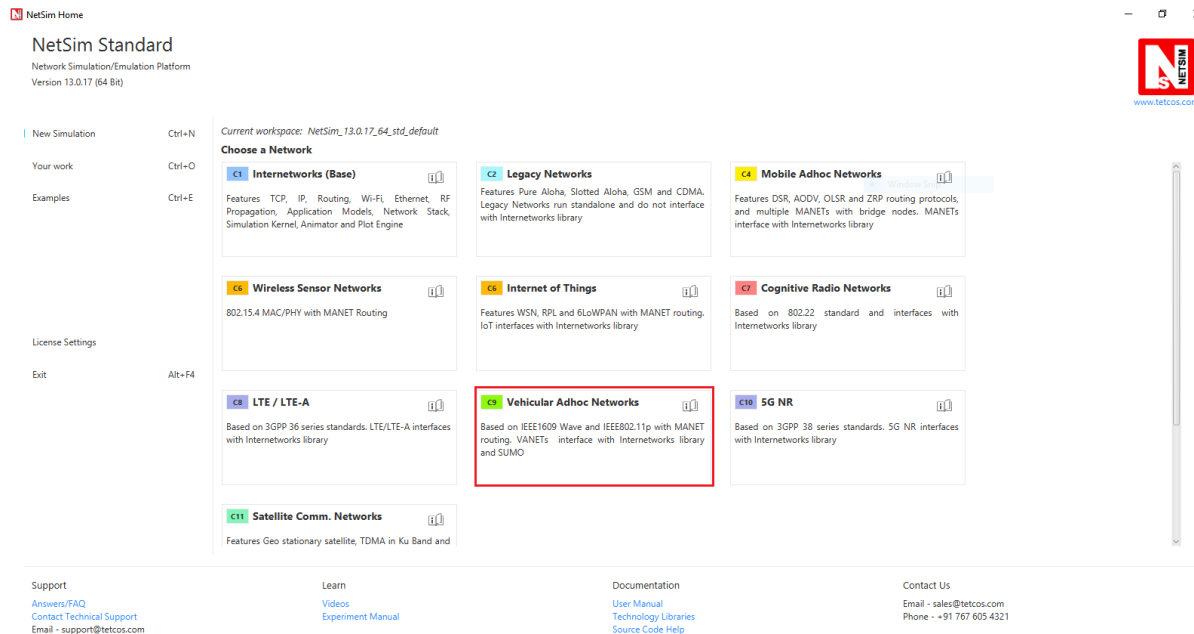 NetSim Home
NetSim Standard
Network Simulation/Emulation Platform
Version 13.0.17 (64 Bit)
NETSIM
www.tetcos.com
New Simulation Ctrl+N
Your work Ctrl+O
Examples Ctrl+E
License Settings
Exit Alt+F4
Current workspace: NetSim_13.0.17_64_std_default
Choose a Network
C1 Internetworks (Base)
Features TCP, IP, Routing, Wi-Fi, Ethernet, RF
Propagation, Application Models, Network Stack,
Simulation Kernel, Animator and Plot Engine
C2 Legacy Networks
Features Pure Aloha, Slotted Aloha, GSM and CDMA.
Legacy Networks run standalone and do not interface
with Internetworks library
C4 Mobile Adhoc Networks
Features DSR, AODV, OLSR and ZRP routing protocols,
and multiple MANETs with bridge nodes. MANETs
interface with Internetworks library
C6 Wireless Sensor Networks
802.15.4 MAC/PHY with MANET Routing
C6 Internet of Things
Features WSN, RPL and 6LoWPAN with MANET routing.
IoT interfaces with Internetworks library
C7 Cognitive Radio Networks
Based on 802.22 standard and interfaces with
Internetworks library
C8 LTE / LTE-A
Based on 3GPP 36 series standards. LTE/LTE-A interfaces
with Internetworks library
C9 Vehicular Adhoc Networks
Based on IEEE1609 Wave and IEEE802.11p with MANET
routing. VANETs interface with Internetworks library
and SUMO
C10 5G NR
Based on 3GPP 38 series standards. 5G NR interfaces
with Internetworks library
C11 Satellite Comm. Networks
Features Geo stationary satellite, TDMA in Ku Band and
Support
Answers/FAQ
Contact Technical Support
Email - support@tetcos.com
Learn
Videos
Experiment Manual
Documentation
User Manual
Technology Libraries
Source Code Help
Contact Us
Email - sales@tetcos.com
Phone - +91 767 605 4321